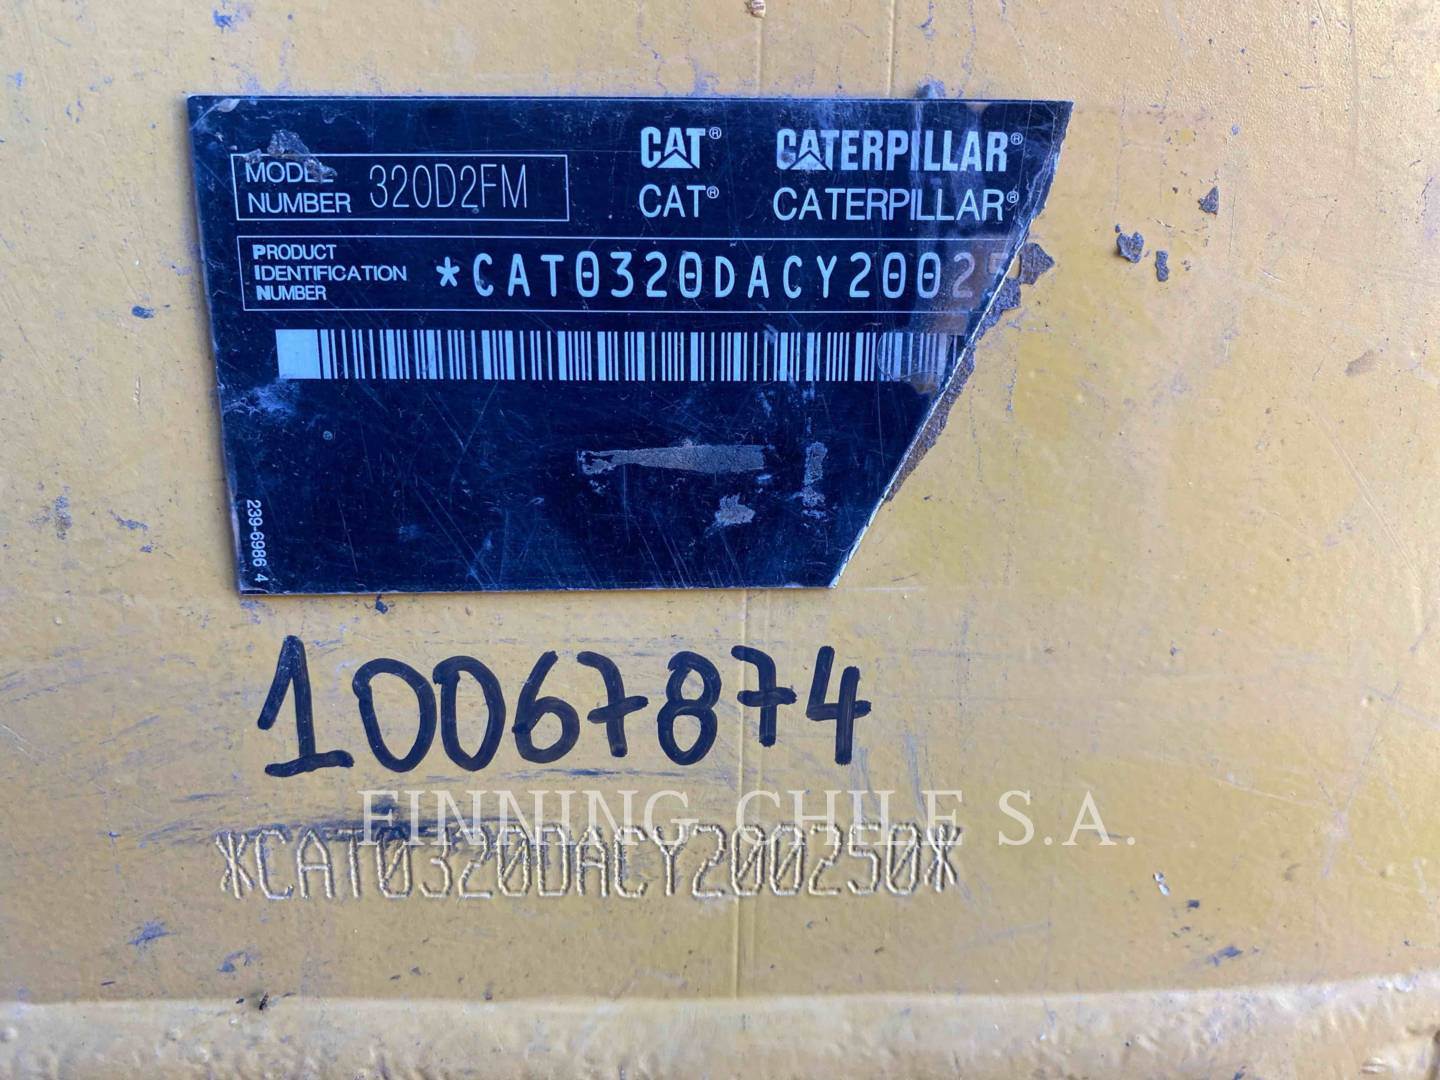 MODEL NUMBER 320D2FM
CAT® CATERPILLAR®
CAT® CATERPILLAR®
PRODUCT
IDENTIFICATION
NUMBER
*CAT0320DACY2002
239-6986 4
10067874
FINNING CHILE S.A.
*CAT0320DACY200250*